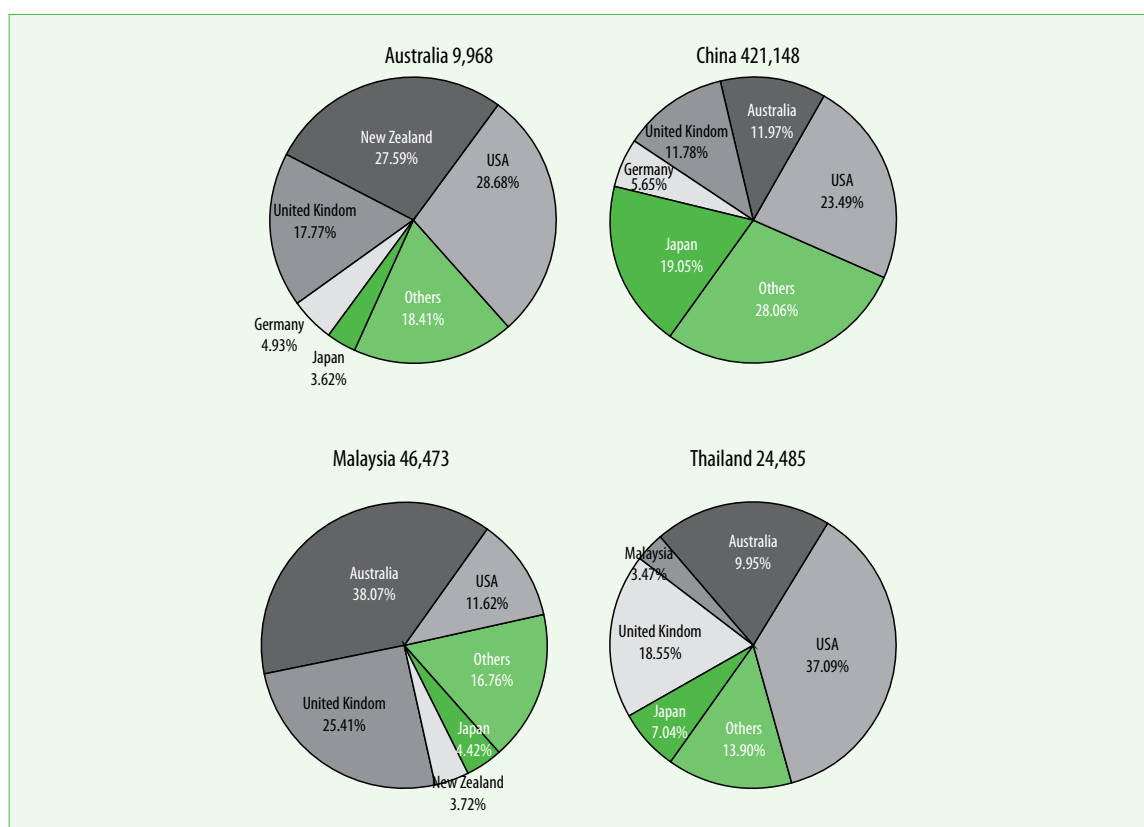 Australia 9,968
New Zealand
27.59%
USA
28.68%
United Kindom
17.77%
Others
18.41%
Germany
4.93%
Japan
3.62%
China 421,148
Australia
11.97%
United Kindom
11.78%
Germany
5.65%
USA
23.49%
Japan
19.05%
Others
28.06%
Malaysia 46,473
Australia
38.07%
USA
11.62%
Others
16.76%
United Kindom
25.41%
Japan
4.42%
New Zealand
3.72%
Thailand 24,485
Australia
9.95%
Malaysia
3.47%
United Kindom
18.55%
USA
37.09%
Japan
7.04%
Others
13.90%